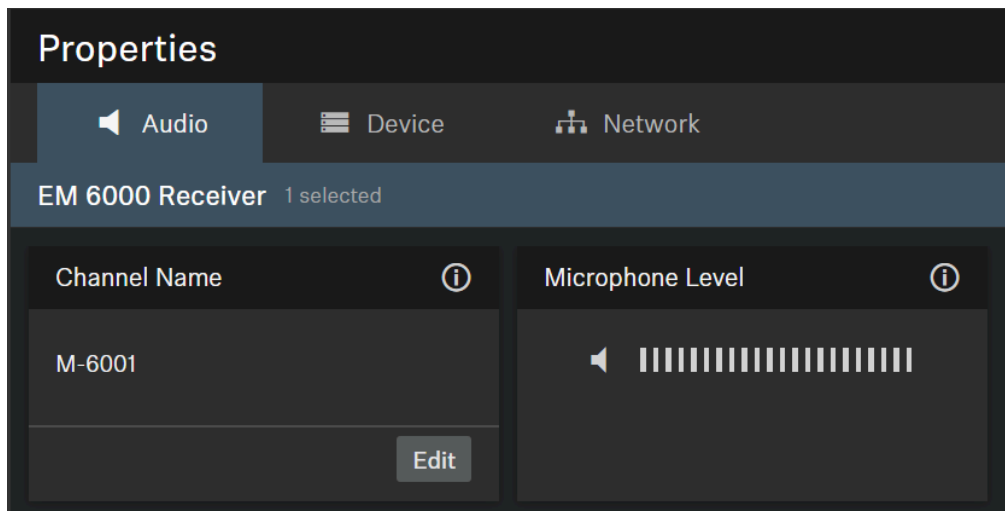 Properties
Audio Device Network
EM 6000 Receiver 1 selected
Channel Name
M-6001
Edit
Microphone Level